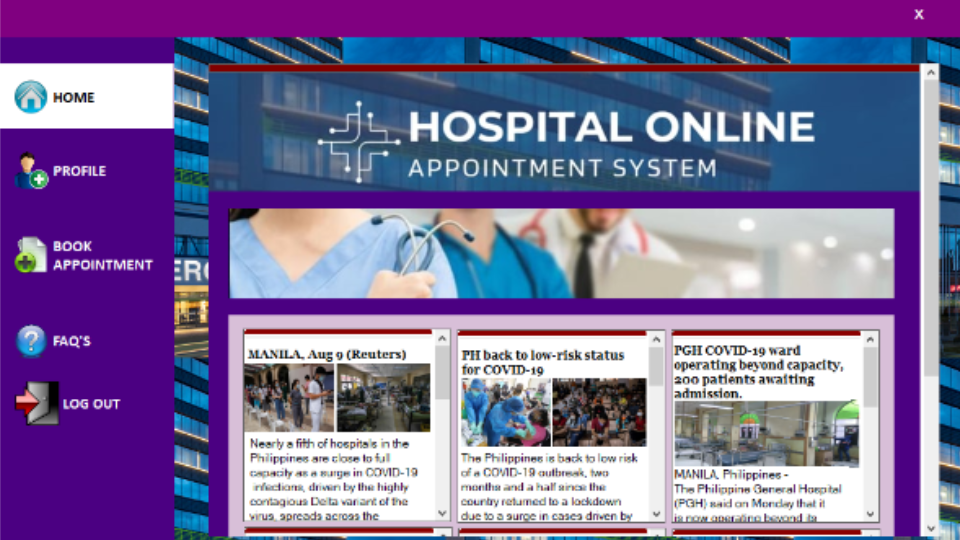 X
HOME
PROFILE
BOOK
APPOINTMENT
FAQ'S
LOG OUT
ERG
HOSPITAL ONLINE
APPOINTMENT SYSTEM
MANILA, Aug 9 (Reuters)
Nearly a fifth of hospitals in the
Philippines are close to full
capacity as a surge in COVID-19
infections, driven by the highly
contagious Delta variant of the
virus, spreads across the
PH back to low-risk status
for COVID-19
The Philippines is back to low risk
of a COVID-19 outbreak, two
months and a half since the
country returned to a lockdown
due to a surge in cases driven by
PGH COVID-19 ward
operating beyond capacity,
200 patients awaiting
admission.
MANILA, Philippines -
The Philippine General Hospital
(PGH) said on Monday that it
is now operating beyond its